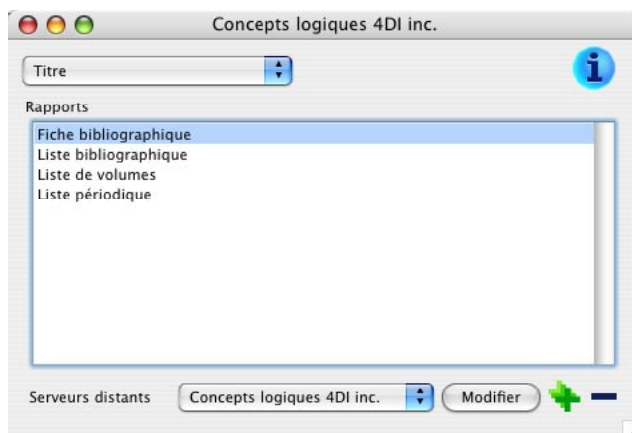 Concepts logiques 4DI inc.
Titre
Rapports
Fiche bibliographique
Liste bibliographique
Liste de volumes
Liste périodique
Serveurs distants Concepts logiques 4DI inc. Modifier